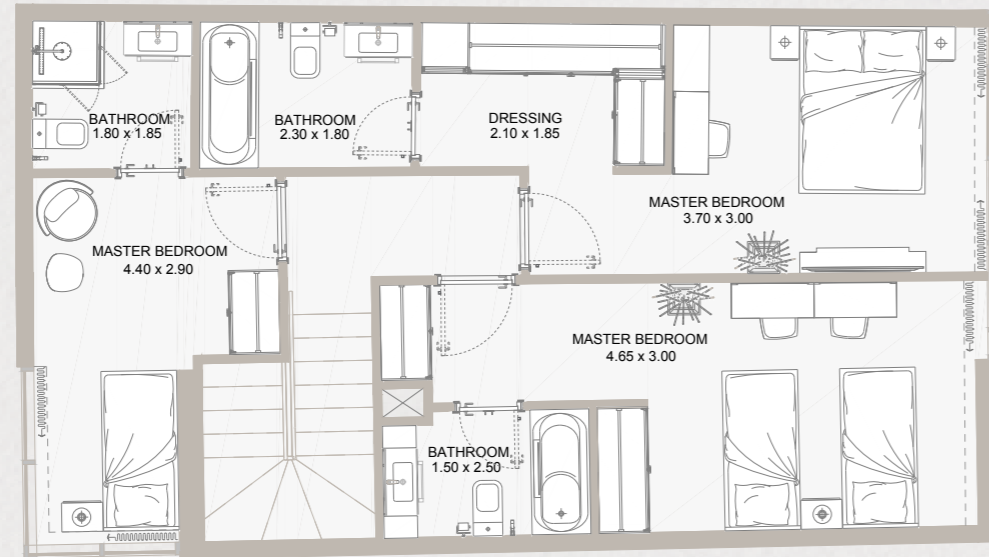 BATHROOM
1.80 x 1.85
BATHROOM
2.30 x 1.80
DRESSING
2.10 x 1.85
MASTER BEDROOM
3.70 x 3.00
MASTER BEDROOM
4.40 x 2.90
MASTER BEDROOM
4.65 x 3.00
BATHROOM
1.50 x 2.50